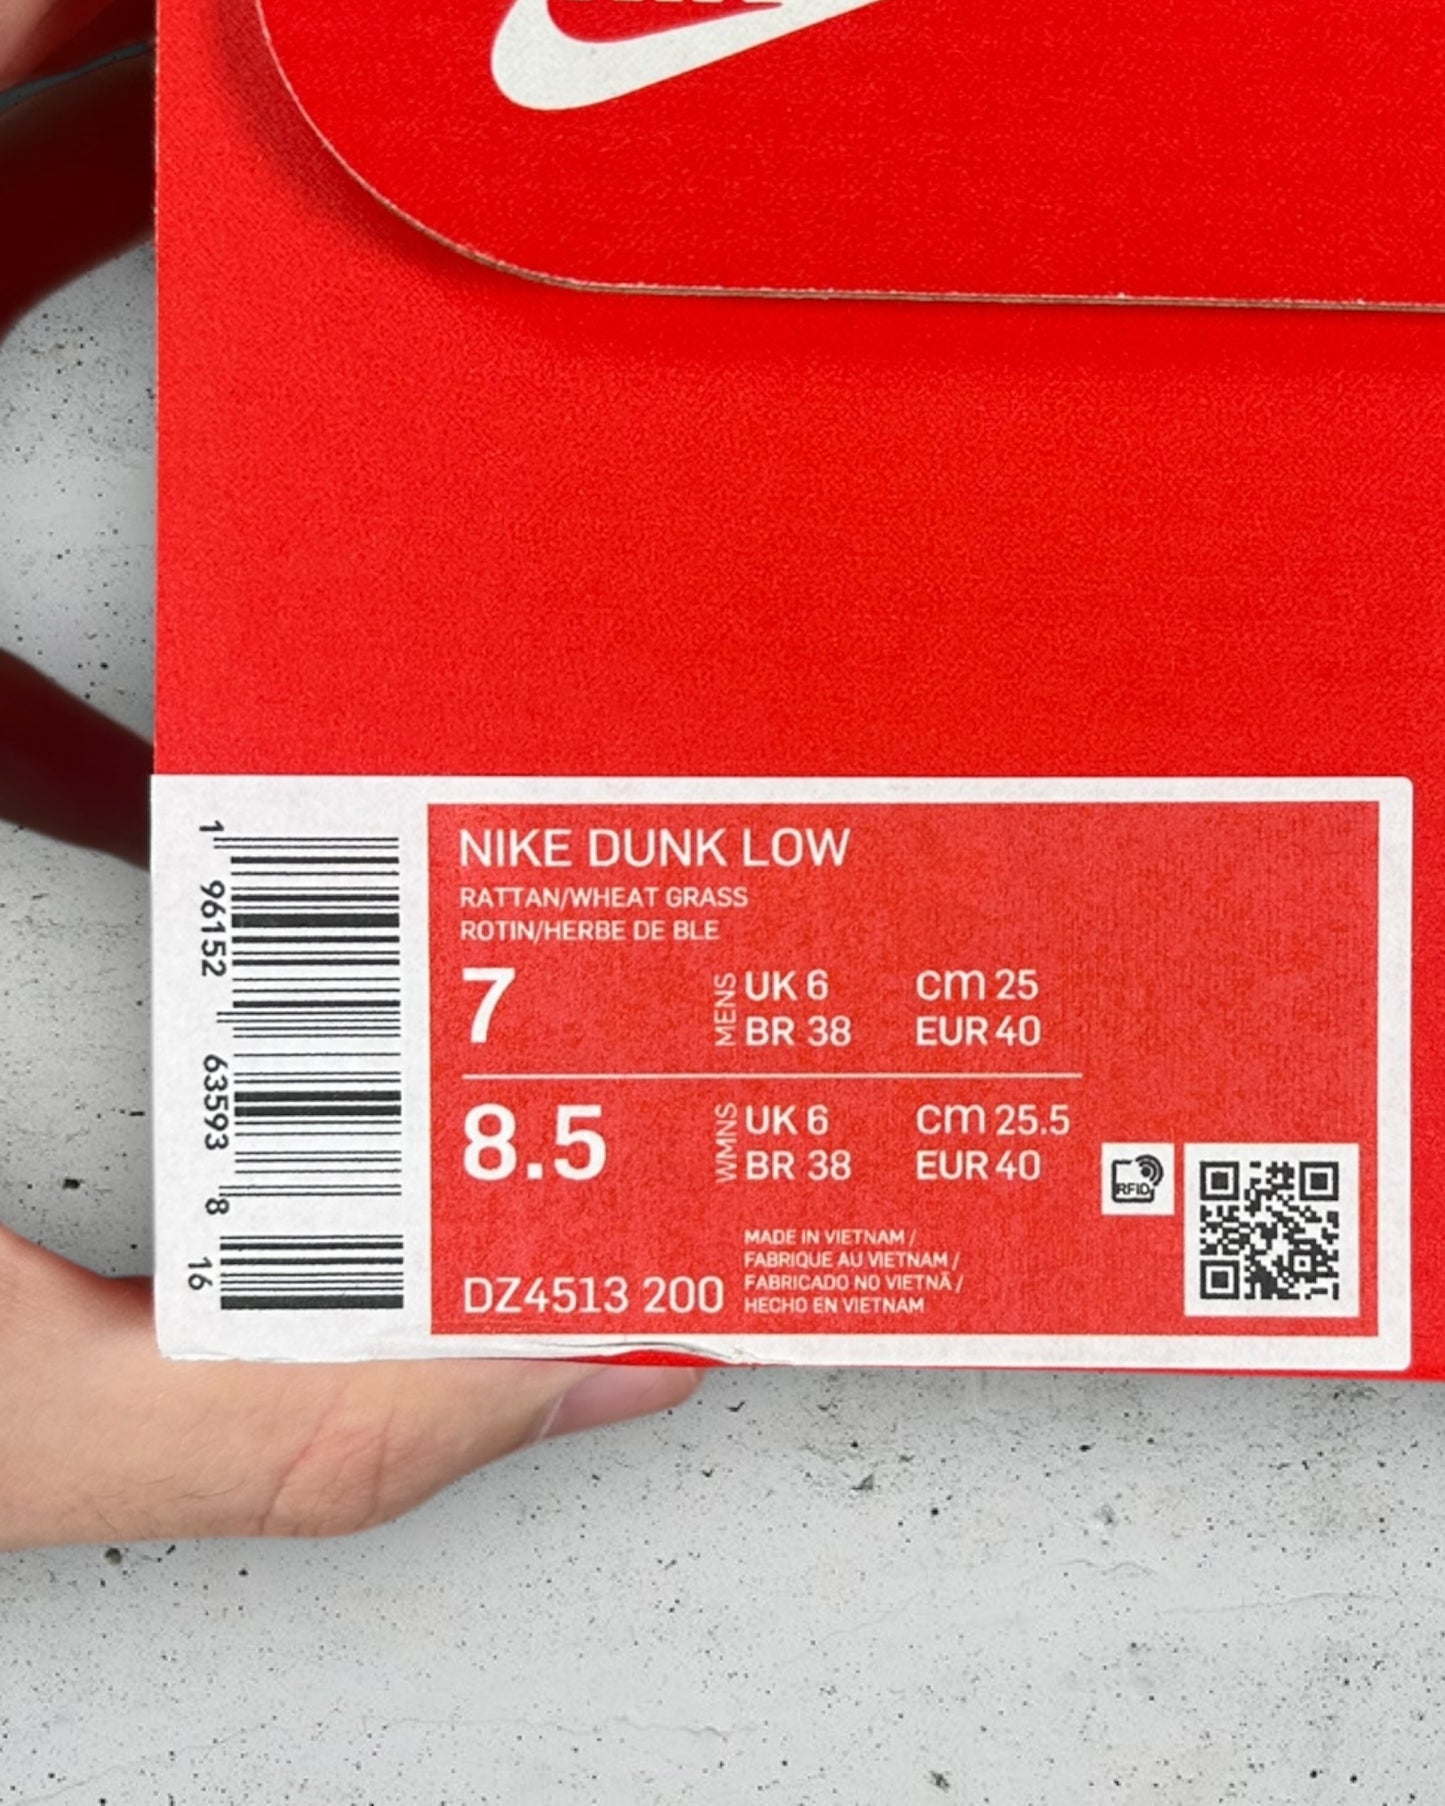 NIKE DUNK LOW
RATTAN/WHEAT GRASS
ROTIN/HERBE DE BLE
7
MENS
UK 6 CM 25
BR 38 EUR 40
8.5
WMNS
UK 6 CM 25.5
BR 38 EUR 40
DZ4513 200
MADE IN VIETNAM /
FABRIQUE AU VIETNAM /
FABRICADO NO VIETNÃ /
HECHO EN VIETNAM
RFID
1 96152 63593 8 16